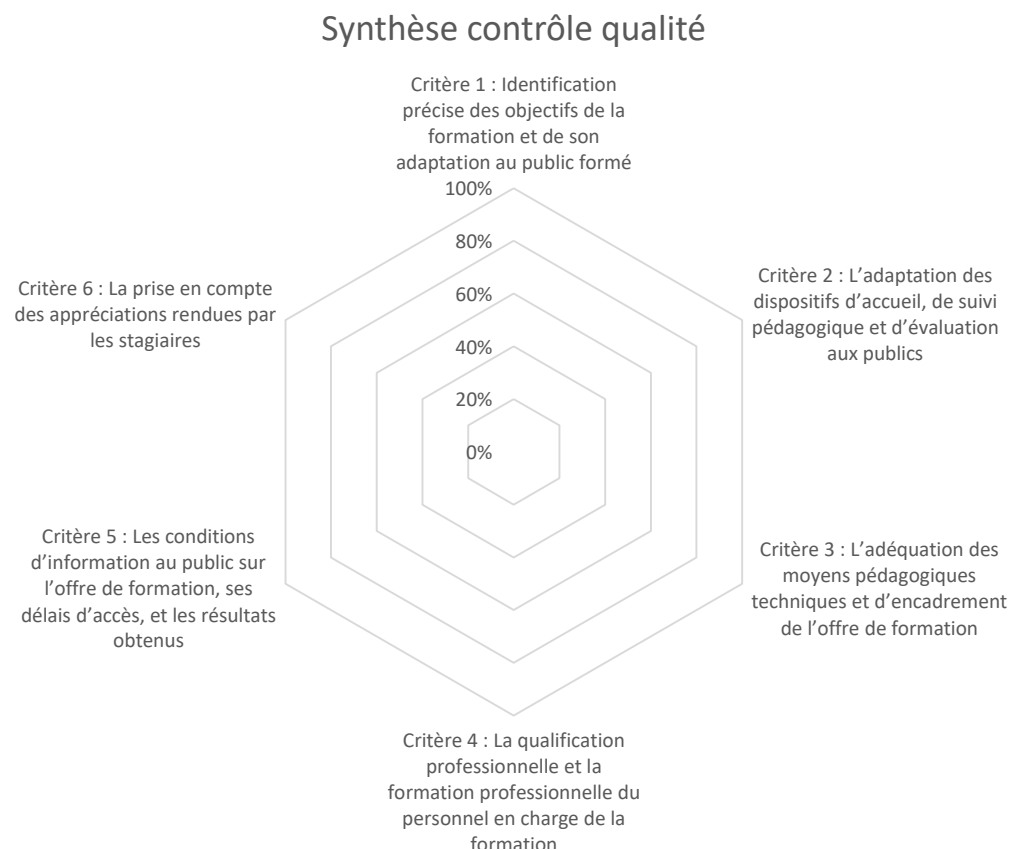 Synthèse contrôle qualité
Critère 1 : Identification
précise des objectifs de la
formation et de son
adaptation au public formé
100%
80%
60%
40%
20%
0%
Critère 2 : L’adaptation des
dispositifs d’accueil, de suivi
pédagogique et d’évaluation
aux publics
Critère 3 : L’adéquation des
moyens pédagogiques
techniques et d’encadrement
de l’offre de formation
Critère 4 : La qualification
professionnelle et la
formation professionnelle du
personnel en charge de la
formation
Critère 5 : Les conditions
d’information au public sur
l’offre de formation, ses
délais d’accès, et les résultats
obtenus
Critère 6 : La prise en compte
des appréciations rendues par
les stagiaires